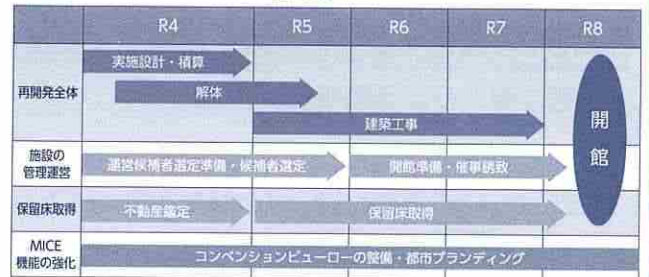 R4 R5 R6 R7 R8
再開発全体
実施設計・積算
解体
建築工事
開館
施設の
管理運営
運営候補者選定準備・候補者選定
開館準備・催事誘致
保留床取得
不動産鑑定
保留床取得
MICE
機能の強化
コンベンションビューローの整備・都市ブランディング